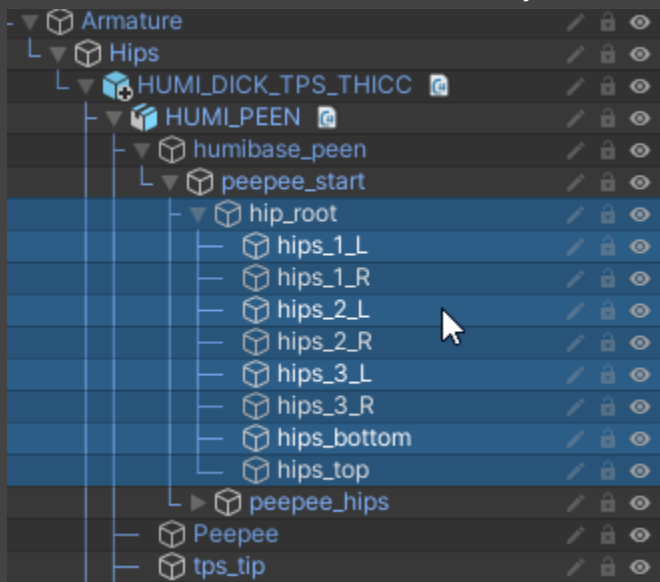 Armature
Hips
HUMI_DICK_TPS_THICC
HUMI_PEEN
humibase_peen
peepee_start
hip_root
hips_1_L
hips_1_R
hips_2_L
hips_2_R
hips_3_L
hips_3_R
hips_bottom
hips_top
peepee_hips
Peepee
tps_tip